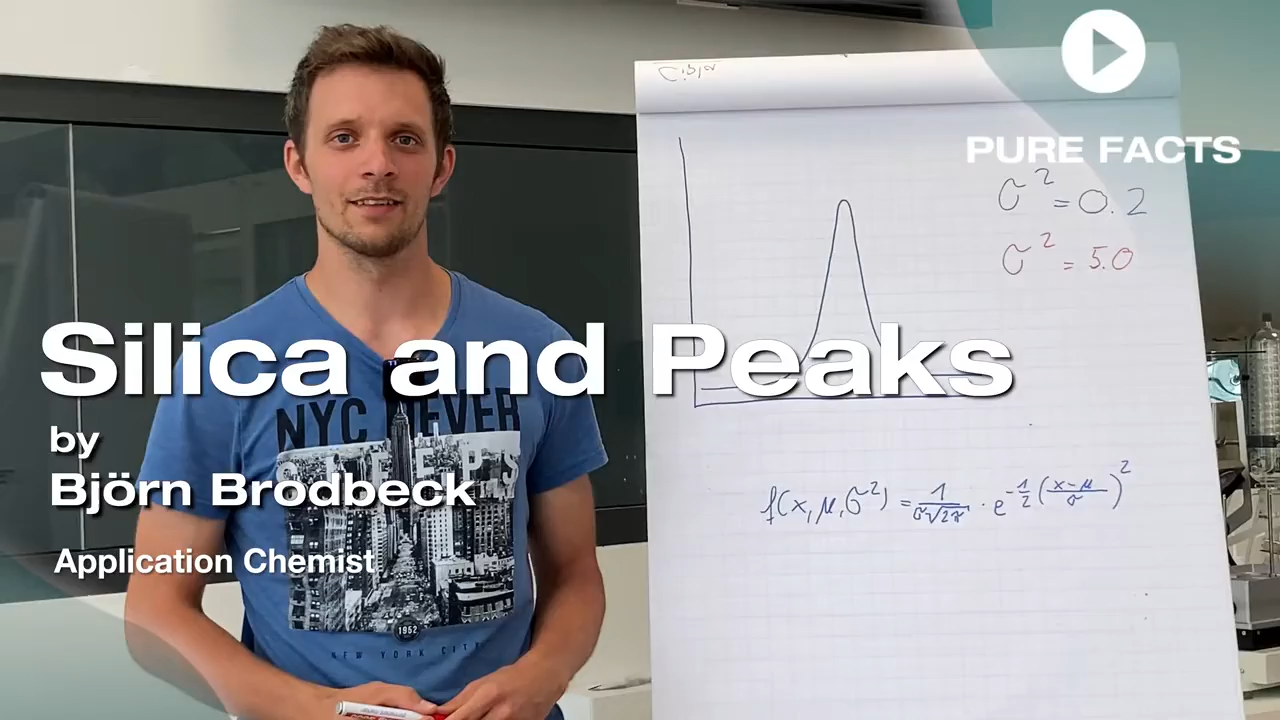 PURE FACTS
σ² = 0.2
σ² = 5.0
Silica and Peaks
by
Björn Brodbeck
Application Chemist
NYC NEVER
SLEEPS
1952
NEW YORK CITY
f(x, μ, σ²) = 1/(σ√2π) · e^(-1/2((x-μ)/σ)²)